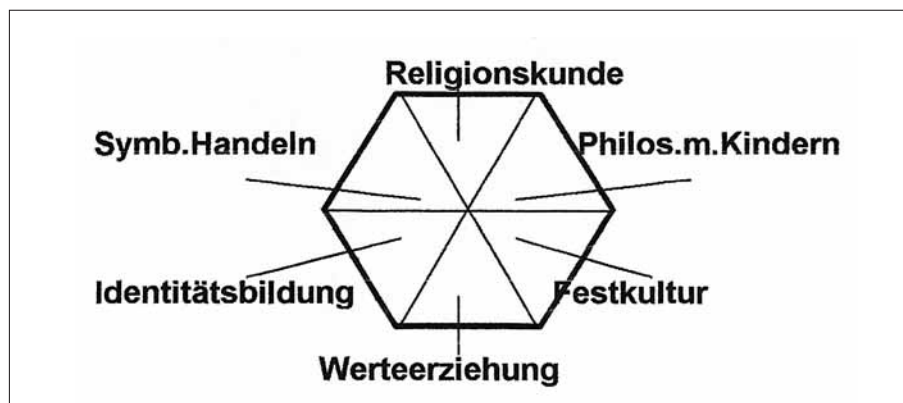 Religionskunde
Symb.Handeln
Philos.m.Kindern
Identitätsbildung
Festkultur
Werteerziehung